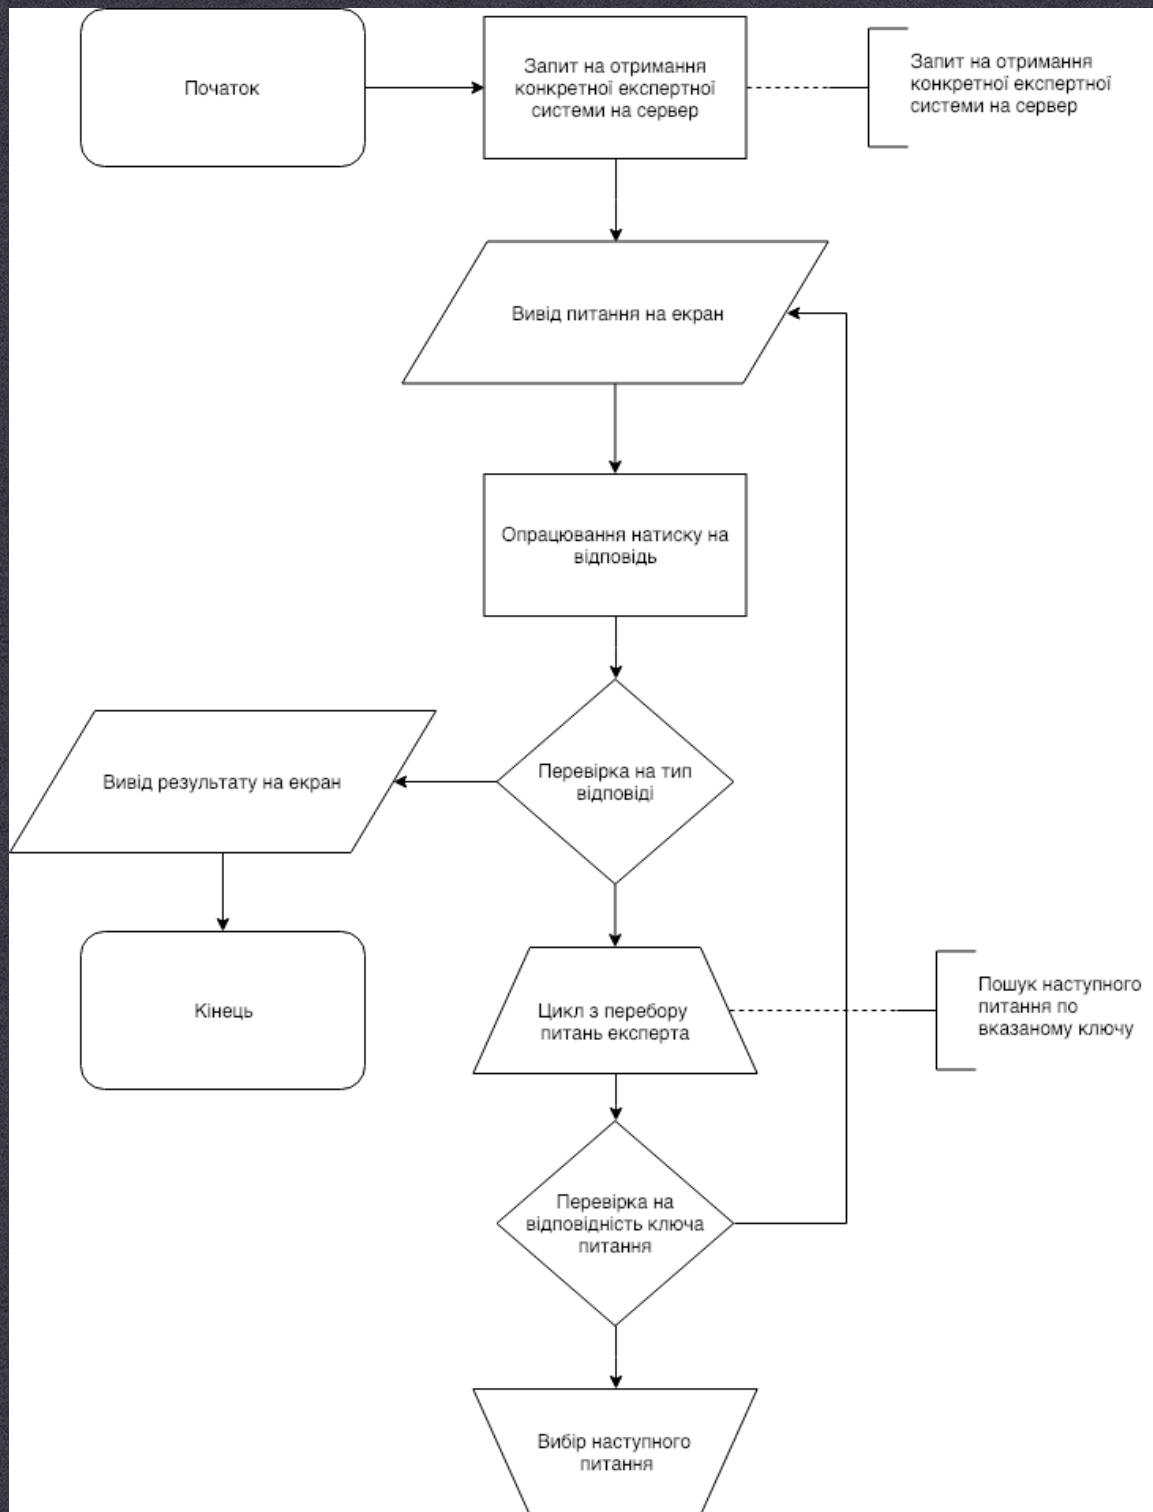 Початок
Запит на отримання
конкретної експертної
системи на сервер
Запит на отримання
конкретної експертної
системи на сервер
Вивід питання на екран
Опрацювання натиску на
відповідь
Перевірка на тип
відповіді
Вивід результату на екран
Кінець
Цикл з перебору
питань експерта
Пошук наступного
питання по
вказаному ключу
Перевірка на
відповідність ключа
питання
Вибір наступного
питання